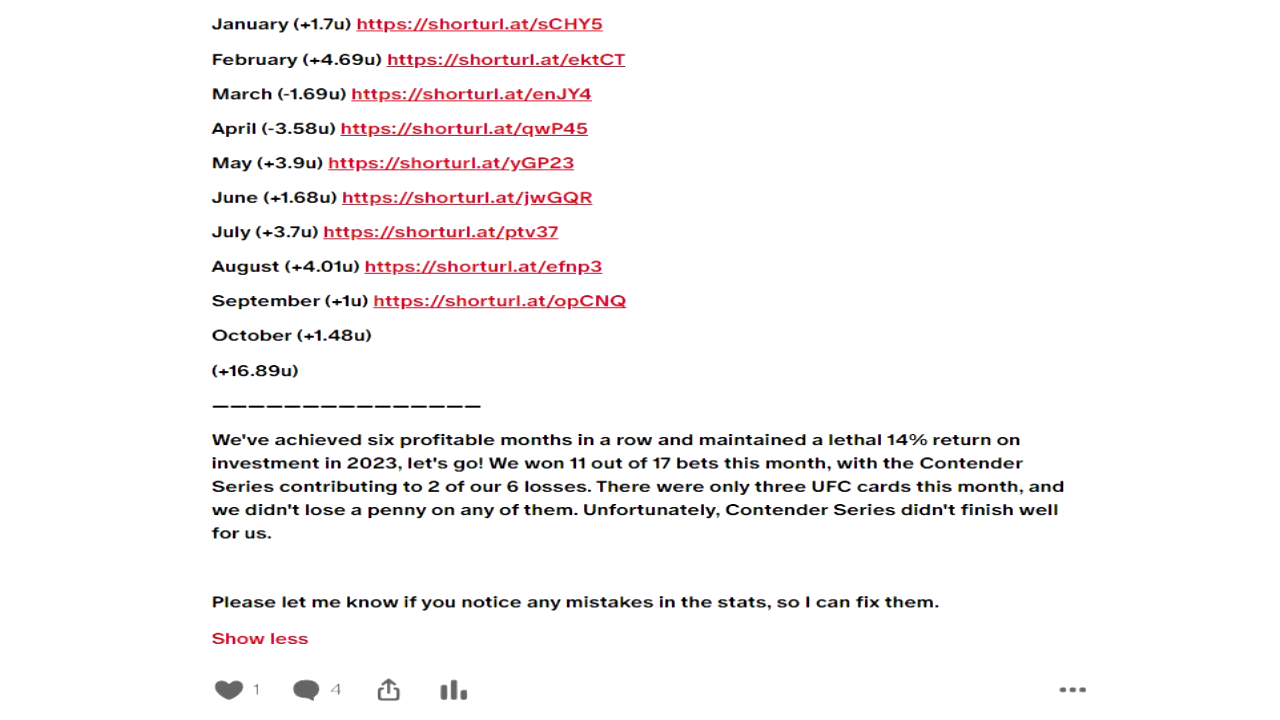 January (+1.7u) https://shorturl.at/sCHY5
February (+4.69u) https://shorturl.at/ektCT
March (-1.69u) https://shorturl.at/enJY4
April (-3.58u) https://shorturl.at/qwP45
May (+3.9u) https://shorturl.at/yGP23
June (+1.68u) https://shorturl.at/jwGQR
July (+3.7u) https://shorturl.at/ptv37
August (+4.01u) https://shorturl.at/efnp3
September (+1u) https://shorturl.at/opCNQ
October (+1.48u)
(+16.89u)
———————————————
We've achieved six profitable months in a row and maintained a lethal 14% return on
investment in 2023, let's go! We won 11 out of 17 bets this month, with the Contender
Series contributing to 2 of our 6 losses. There were only three UFC cards this month, and
we didn't lose a penny on any of them. Unfortunately, Contender Series didn't finish well
for us.
Please let me know if you notice any mistakes in the stats, so I can fix them.
Show less
1 4